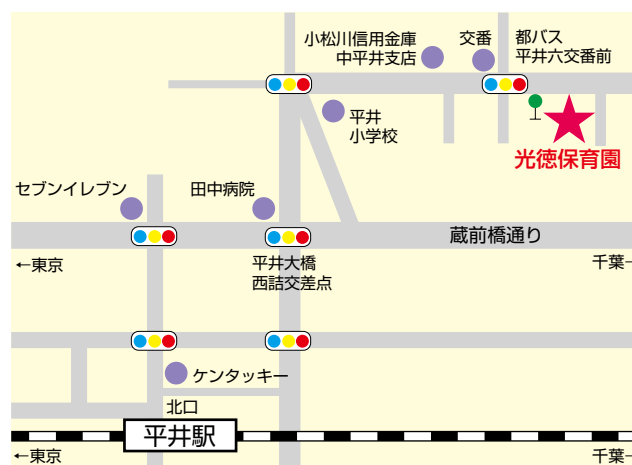 小松川信用金庫
中平井支店
交番
都バス
平井六交番前
平井
小学校
光徳保育園
セブンイレブン
田中病院
蔵前橋通り
←東京
平井大橋
西詰交差点
千葉→
ケンタッキー
北口
平井駅
←東京
千葉→